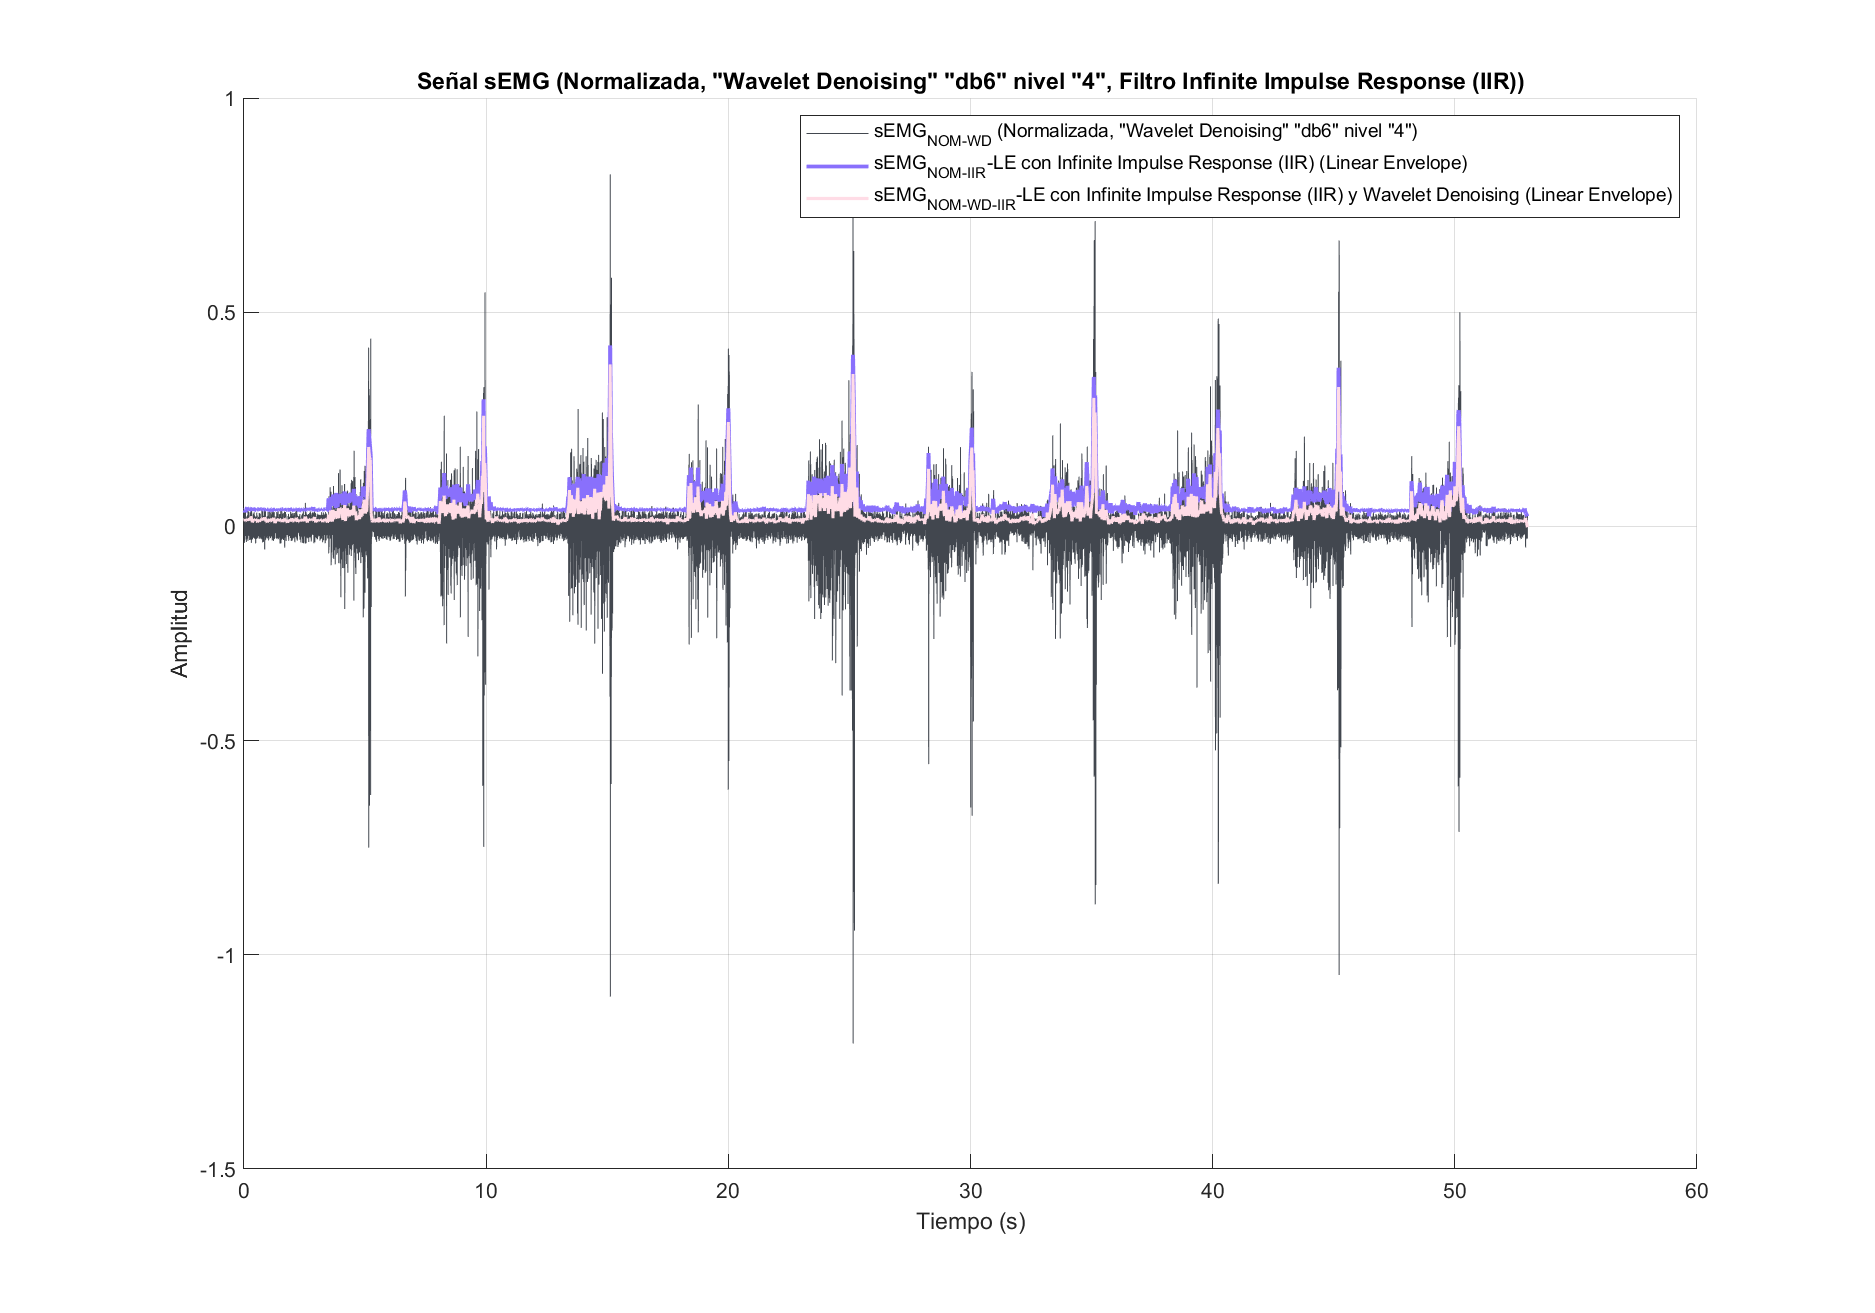 Señal sEMG (Normalizada, "Wavelet Denoising" "db6" nivel "4", Filtro Infinite Impulse Response (IIR))
sEMG_NOM-WD (Normalizada, "Wavelet Denoising" "db6" nivel "4")
sEMG_NOM-IIR-LE con Infinite Impulse Response (IIR) (Linear Envelope)
sEMG_NOM-WD-IIR-LE con Infinite Impulse Response (IIR) y Wavelet Denoising (Linear Envelope)
1
0.5
0
-0.5
-1
-1.5
Amplitud
0 10 20 30 40 50 60
Tiempo (s)